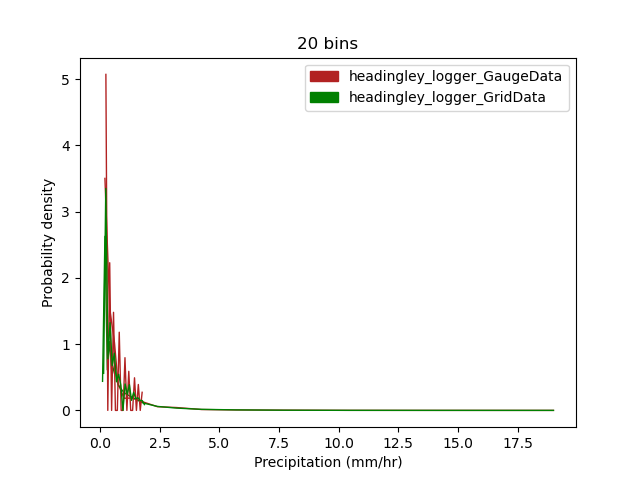 20 bins
headingley_logger_GaugeData
headingley_logger_GridData
Probability density
5
4
3
2
1
0
0.0 2.5 5.0 7.5 10.0 12.5 15.0 17.5
Precipitation (mm/hr)